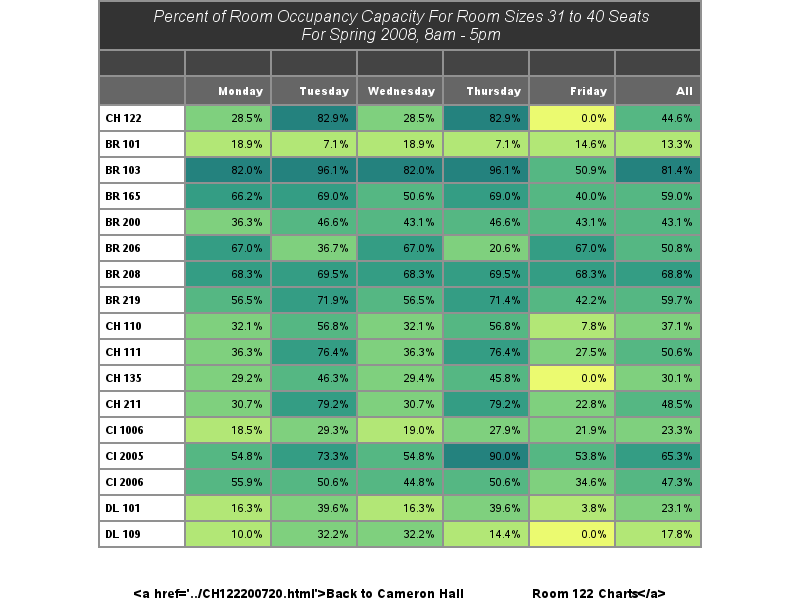 Percent of Room Occupancy Capacity For Room Sizes 31 to 40 Seats
For Spring 2008, 8am - 5pm
Monday Tuesday Wednesday Thursday Friday All
CH 122 28.5% 82.9% 28.5% 82.9% 0.0% 44.6%
BR 101 18.9% 7.1% 18.9% 7.1% 14.6% 13.3%
BR 103 82.0% 96.1% 82.0% 96.1% 50.9% 81.4%
BR 165 66.2% 69.0% 50.6% 69.0% 40.0% 59.0%
BR 200 36.3% 46.6% 43.1% 46.6% 43.1% 43.1%
BR 206 67.0% 36.7% 67.0% 20.6% 67.0% 50.8%
BR 208 68.3% 69.5% 68.3% 69.5% 68.3% 68.8%
BR 219 56.5% 71.9% 56.5% 71.4% 42.2% 59.7%
CH 110 32.1% 56.8% 32.1% 56.8% 7.8% 37.1%
CH 111 36.3% 76.4% 36.3% 76.4% 27.5% 50.6%
CH 135 29.2% 46.3% 29.4% 45.8% 0.0% 30.1%
CH 211 30.7% 79.2% 30.7% 79.2% 22.8% 48.5%
CI 1006 18.5% 29.3% 19.0% 27.9% 21.9% 23.3%
CI 2005 54.8% 73.3% 54.8% 90.0% 53.8% 65.3%
CI 2006 55.9% 50.6% 44.8% 50.6% 34.6% 47.3%
DL 101 16.3% 39.6% 16.3% 39.6% 3.8% 23.1%
DL 109 10.0% 32.2% 32.2% 14.4% 0.0% 17.8%
<a href='../CH122200720.html'>Back to Cameron Hall Room 122 Charts</a>